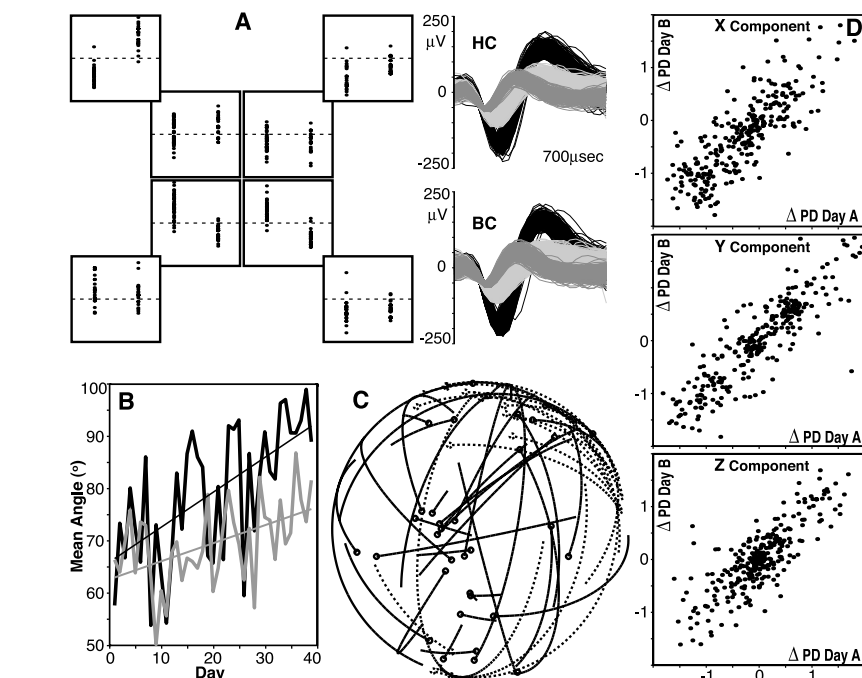 A
250
μV
HC
0
-250
700μsec
250
μV
BC
0
-250
B
100
90
80
70
60
50
Mean Angle (º)
0
10
20
30
40
Day
C
D
X Component
Δ PD Day B
1
0
-1
Δ PD Day A
Y Component
Δ PD Day B
1
0
-1
Δ PD Day A
Z Component
Δ PD Day B
1
0
-1
Δ PD Day A
-1
0
1